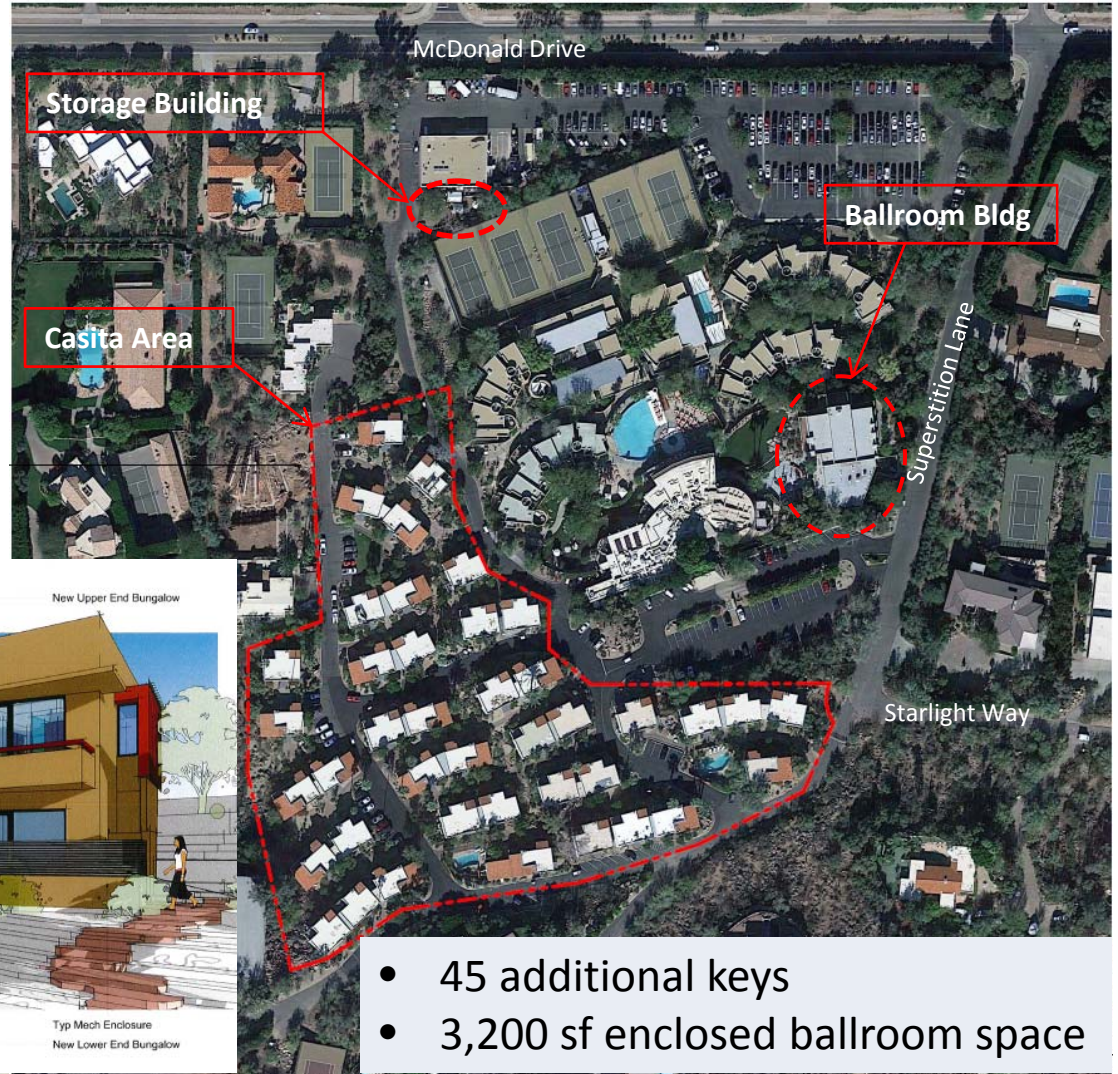 McDonald Drive
Storage Building
Ballroom Bldg
Casita Area
Superstition Lane
Starlight Way
New Upper End Bungalow
Typ Mech Enclosure
New Lower End Bungalow
• 45 additional keys
• 3,200 sf enclosed ballroom space